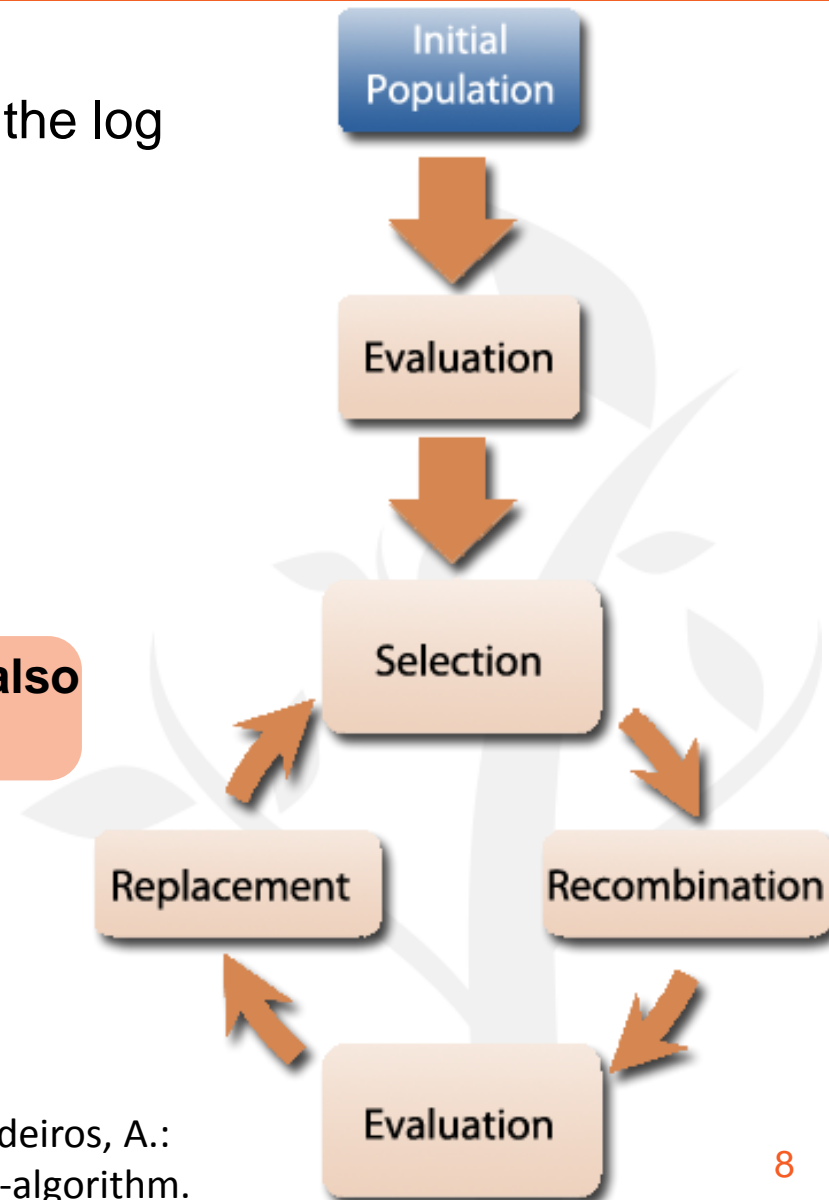 Initial
Population
the log
Evaluation
also
Selection
Replacement
Recombination
Evaluation
deiros, A.:
-algorithm.
8